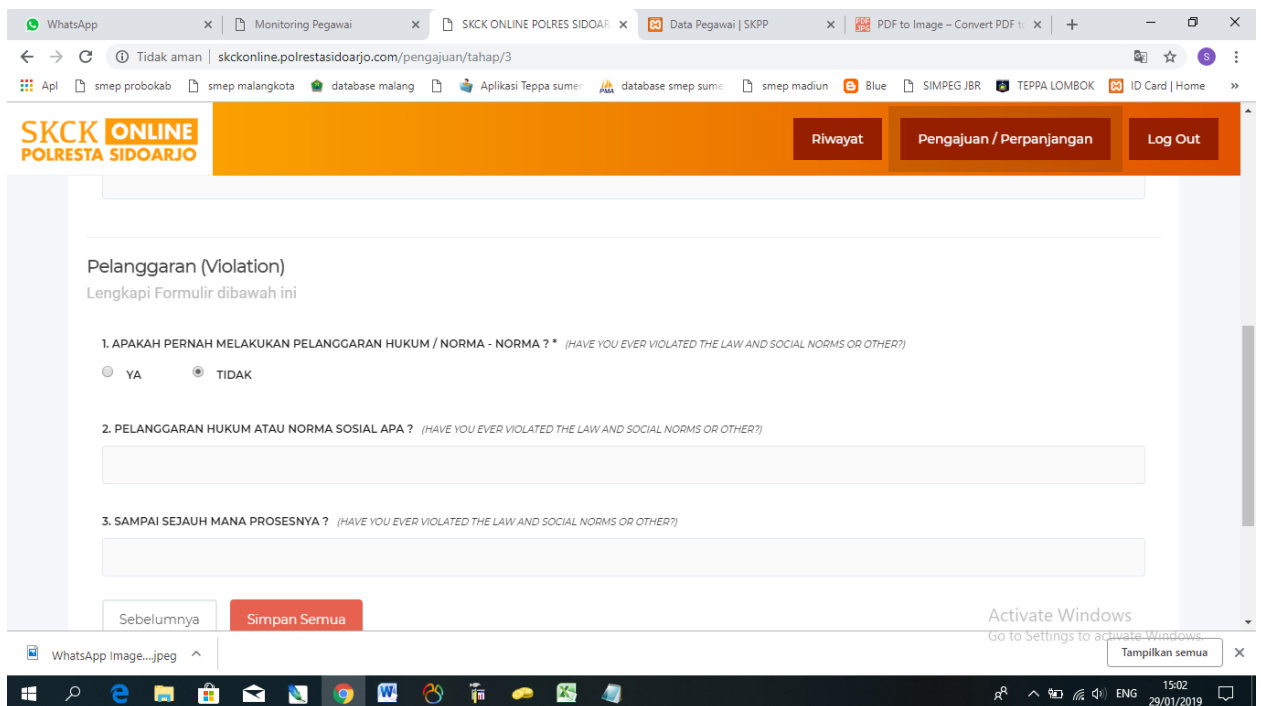 WhatsApp
Monitoring Pegawai
SKCK ONLINE POLRES SIDOAR
Data Pegawai | SKPP
PDF to Image – Convert PDF to
Tidak aman | skckonline.polrestasidoarjo.com/pengajuan/tahap/3
S
Apl
smep probokab
smep malangkota
database malang
Aplikasi Teppa sumen
database smep sume
smep madiun
Blue
SIMPEG JBR
TEPPA LOMBOK
ID Card | Home
»
SKCK ONLINE
POLRESTA SIDOARJO
Riwayat
Pengajuan / Perpanjangan
Log Out
Pelanggaran (Violation)
Lengkapi Formulir dibawah ini
1. APAKAH PERNAH MELAKUKAN PELANGGARAN HUKUM / NORMA - NORMA ? * (HAVE YOU EVER VIOLATED THE LAW AND SOCIAL NORMS OR OTHER?)
YA TIDAK
2. PELANGGARAN HUKUM ATAU NORMA SOSIAL APA ? (HAVE YOU EVER VIOLATED THE LAW AND SOCIAL NORMS OR OTHER?)
3. SAMPAI SEJAUH MANA PROSESNYA ? (HAVE YOU EVER VIOLATED THE LAW AND SOCIAL NORMS OR OTHER?)
Sebelumnya
Simpan Semua
Activate Windows
Go to Settings to activate Windows.
WhatsApp Image....jpeg
Tampilkan semua
ENG
15:02
29/01/2019